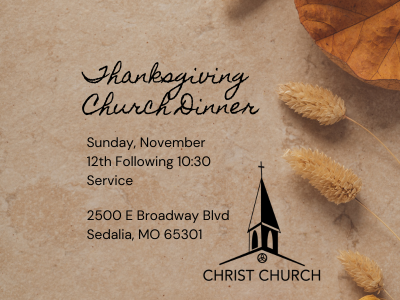 Thanksgiving
Church Dinner
Sunday, November
12th Following 10:30
Service
2500 E Broadway Blvd
Sedalia, MO 65301
CHRIST CHURCH